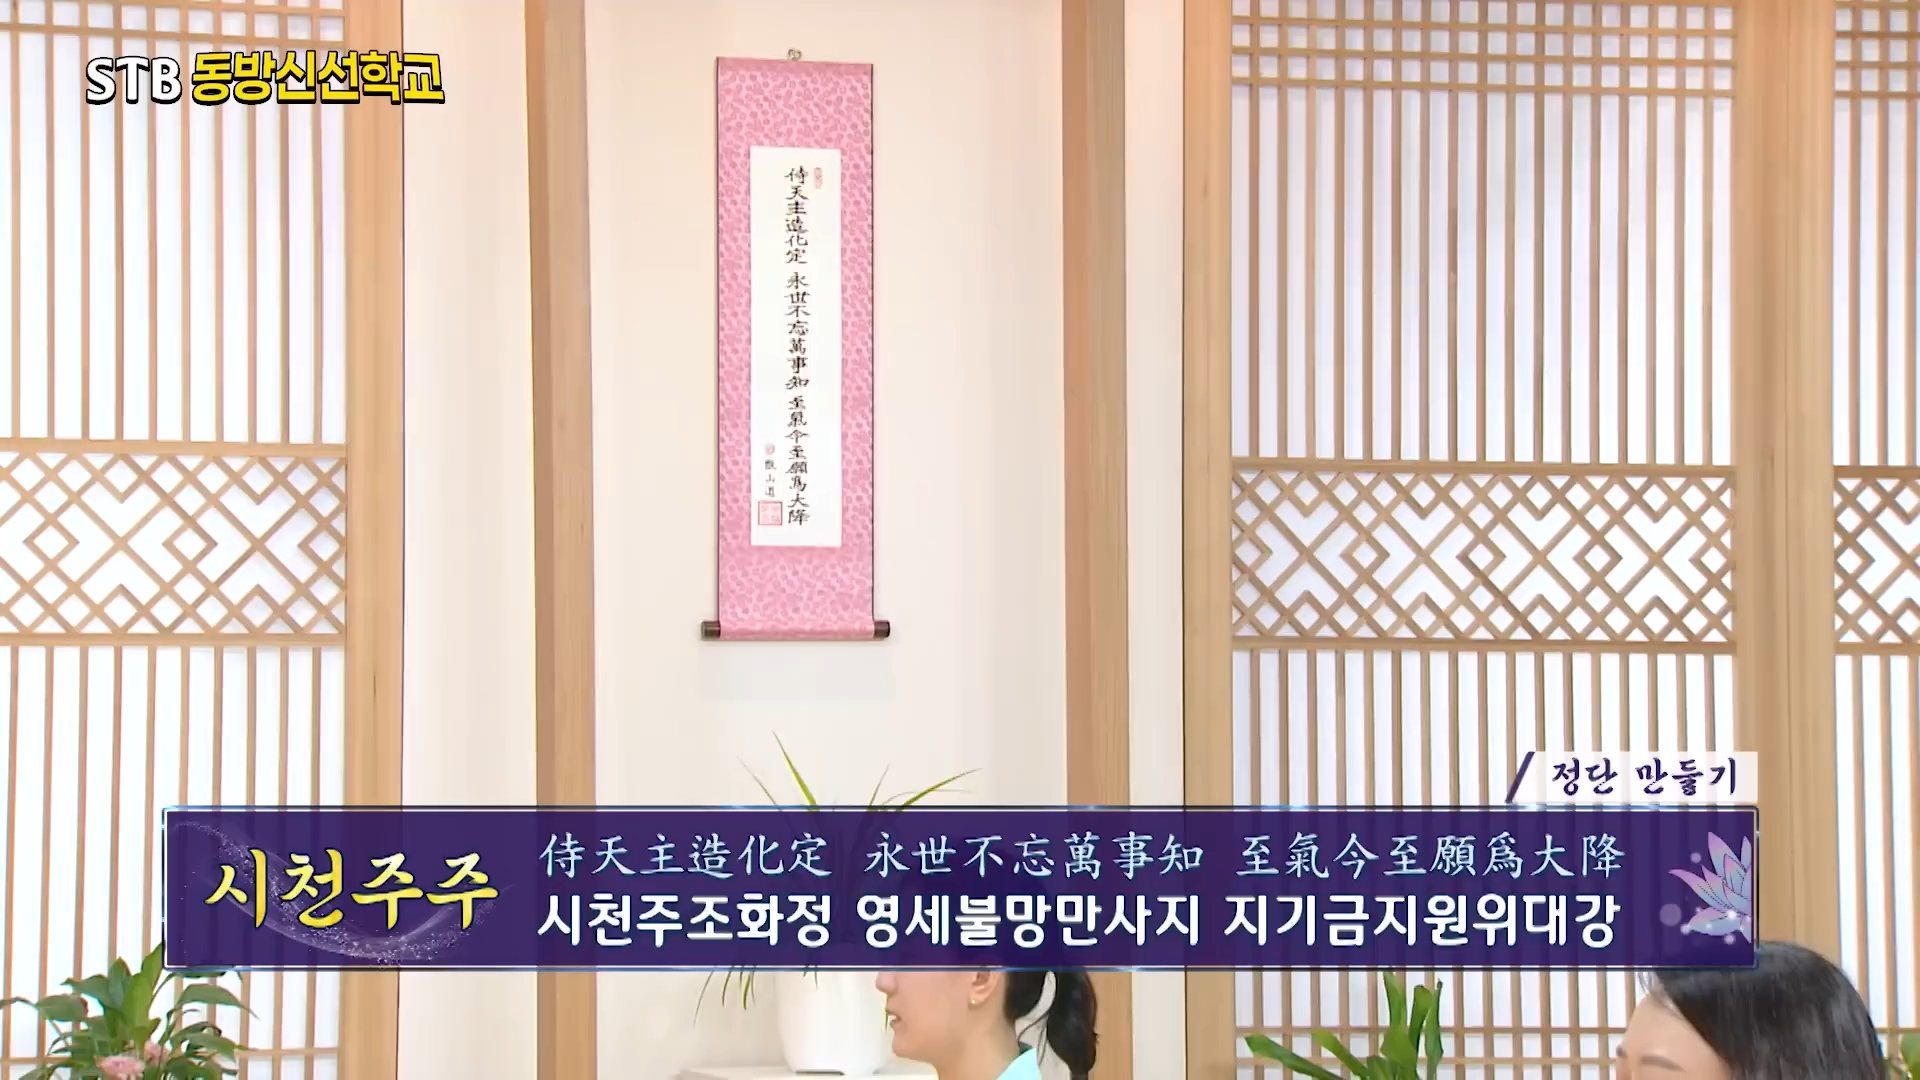 STB 동방신선학교
侍天主造化定 永世不忘萬事知 至氣今至願爲大降
甑山道
정단 만들기
시천주주
侍天主造化定 永世不忘萬事知 至氣今至願爲大降
시천주조화정 영세불망만사지 지기금지원위대강